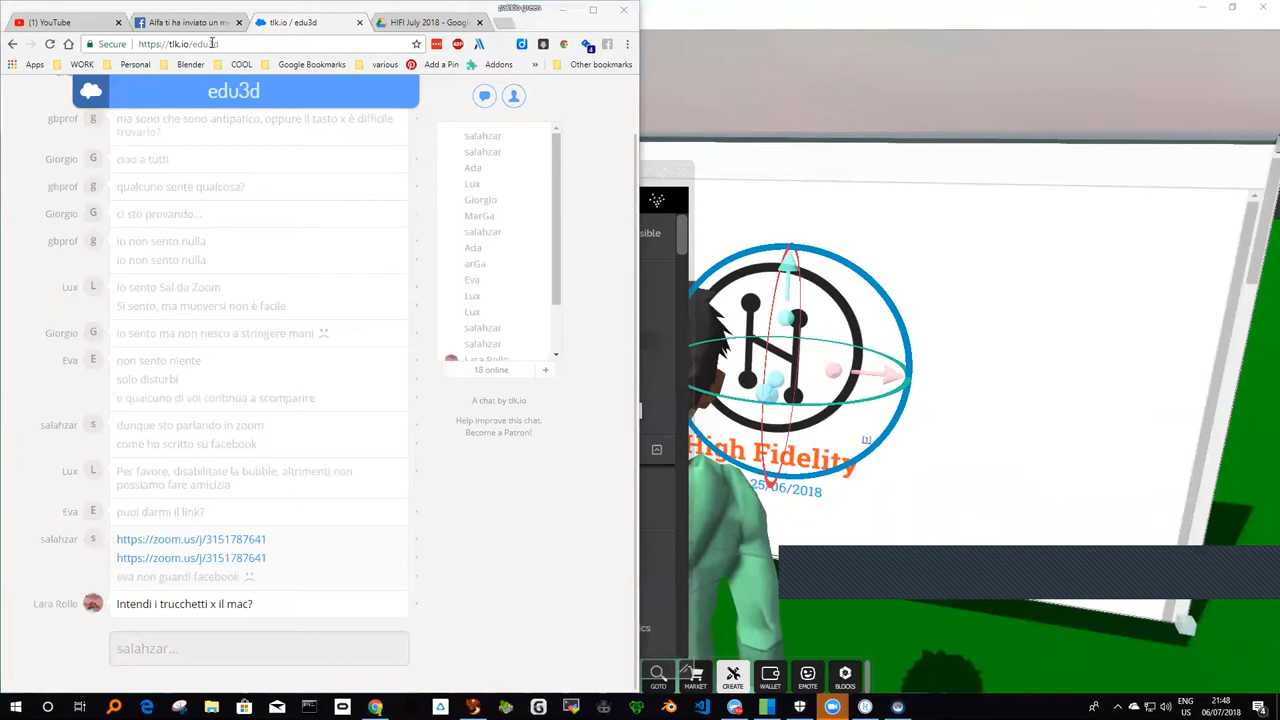 pakkio green
(1) YouTube
Alfa ti ha inviato un me
tlk.io / edu3d
HIFI July 2018 - Google
Secure
https://tlk.io/edu3d
Apps
WORK
Personal
Blender
COOL
Google Bookmarks
various
Add a Pin
Addons
»
Other bookmarks
edu3d
gbprof g ma sono che sono antipatico, oppure il tasto x è difficile
trovarlo?
Giorgio G ciao a tutti
gbprof g qualcuno sente qualcosa?
Giorgio G ci sto provando...
gbprof g io non sento nulla
io non sento nulla
Lux L Io sento Sal da Zoom
Si sento, ma muoversi non è facile
Giorgio G Io sento ma non riesco a stringere mani
Eva E non sento niente
solo disturbi
e qualcuno di voi continua a scomparire
salahzar s dunque sto parlando in zoom
come ho scritto su facebook
Lux L Per favore, disabilitate la bubble, altrimenti non
possiamo fare amicizia
Eva E puoi darmi il link?
salahzar s https://zoom.us/j/3151787641
https://zoom.us/j/3151787641
eva non guardi facebook
Lara Rollo Intendi i trucchetti x il mac?
salahzar...
salahzar
salahzar
Ada
Lux
Giorgio
MarGa
salahzar
Ada
arGa
Eva
Lux
Lux
salahzar
salahzar
Lara Rollo
18 online +
A chat by tlk.io
Help improve this chat.
Become a Patron!
sible
High Fidelity
[1]
25/06/2018
ics
GOTO
MARKET
CREATE
WALLET
EMOTE
BLOCKS
ENG
US
21:48
06/07/2018